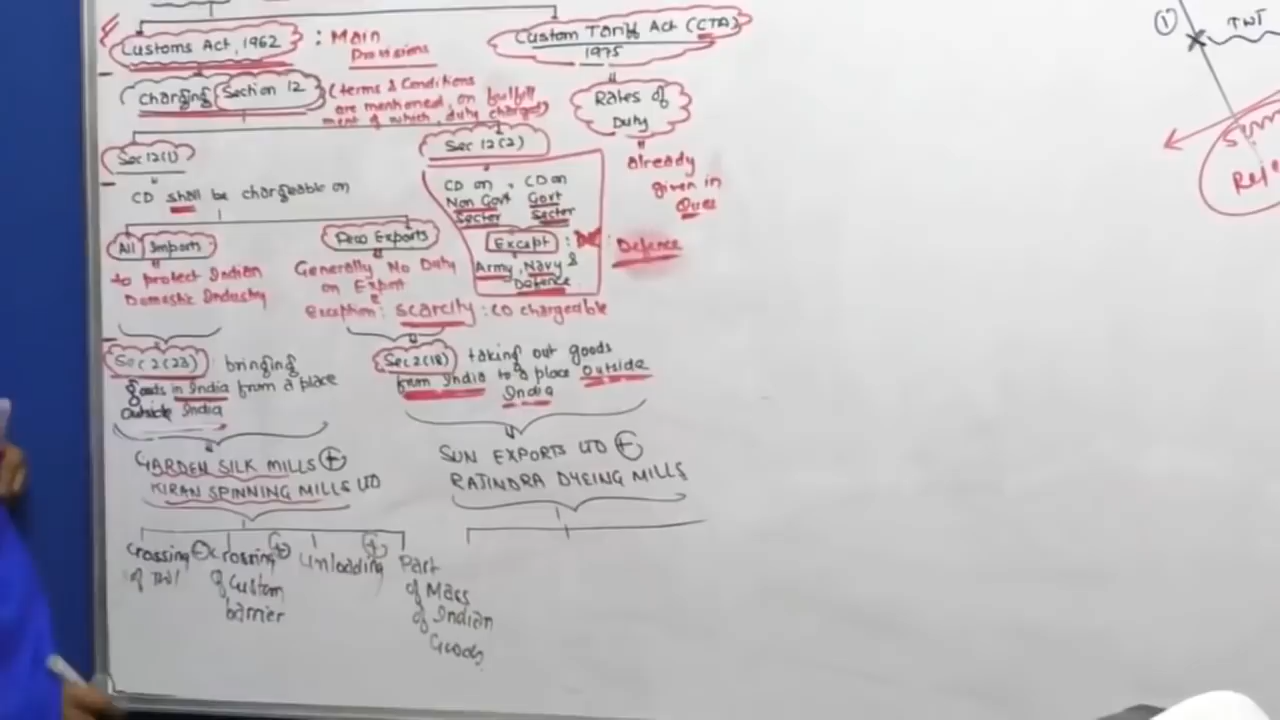 Customs Act, 1962 : Main Provisions
Custom Tariff Act (CTA) 1975
Charging Section 12
(terms & Conditions
are mentioned, on fulfill
ment of which, duty charged)
Rates of
Duty
already
given in
Ques
Sec 12(1)
CD shall be chargeable on
Sec 12(2)
CD on
Non Govt
Sector
CD on
Govt
Sector
Except : : Defence
Army, Navy &
Defence
All Imports
to protect Indian
Domestic Industry
Few Exports
Generally No Duty
on Export
Exception: Scarcity : CD chargeable
Sec 2(23) bringing
goods in India from a place
outside India
Sec 2(18) taking out goods
from India to a place Outside
India
GARDEN SILK MILLS +
KIRAN SPINNING MILLS LTD
SUN EXPORTS LTD +
RAJINDRA DYEING MILLS
Crossing
of TWI
+
Crossing
of Custom
barrier
+
Unloading
+
Part
of Mass
of Indian
Goods
1
TWI